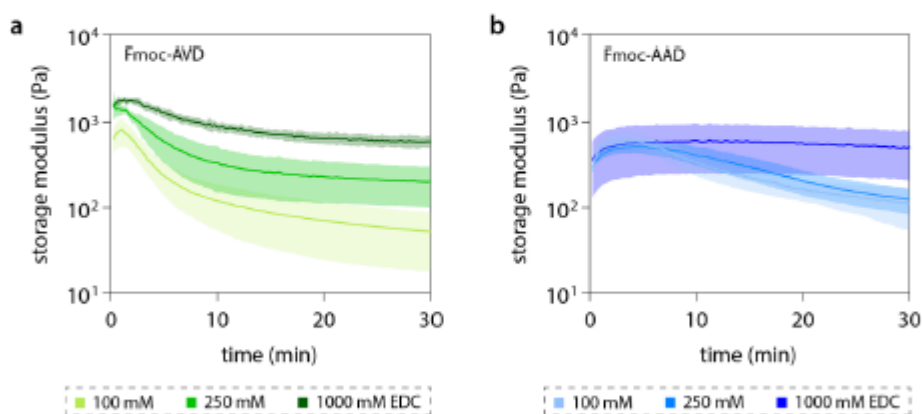 a
Fmoc-AVD
storage modulus (Pa)
10⁴
10³
10²
10¹
0 10 20 30
time (min)
100 mM 250 mM 1000 mM EDC
b
Fmoc-AAD
storage modulus (Pa)
10⁴
10³
10²
10¹
0 10 20 30
time (min)
100 mM 250 mM 1000 mM EDC